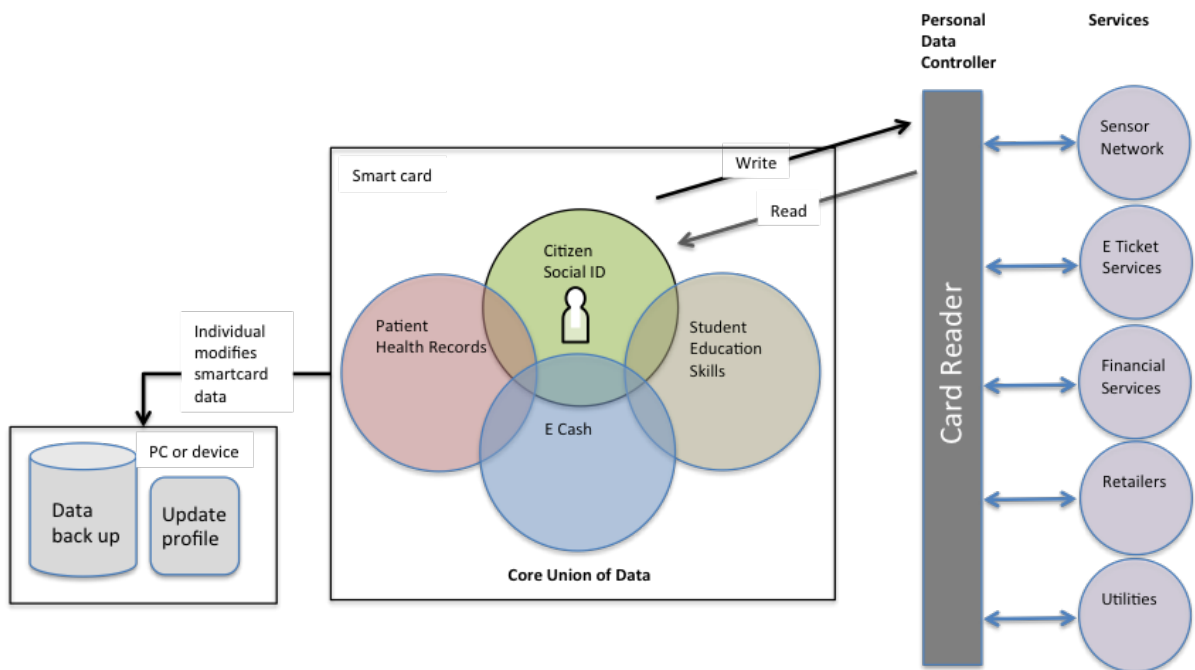 Personal
Data
Controller
Services
Smart card
Write
Read
Citizen
Social ID
Patient
Health Records
Student
Education
Skills
E Cash
Core Union of Data
Individual
modifies
smartcard
data
PC or device
Data
back up
Update
profile
Card Reader
Sensor
Network
E Ticket
Services
Financial
Services
Retailers
Utilities